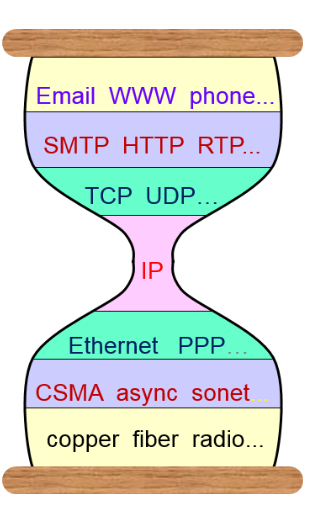 Email WWW phone...
SMTP HTTP RTP...
TCP UDP...
IP
Ethernet PPP...
CSMA async sonet...
copper fiber radio...